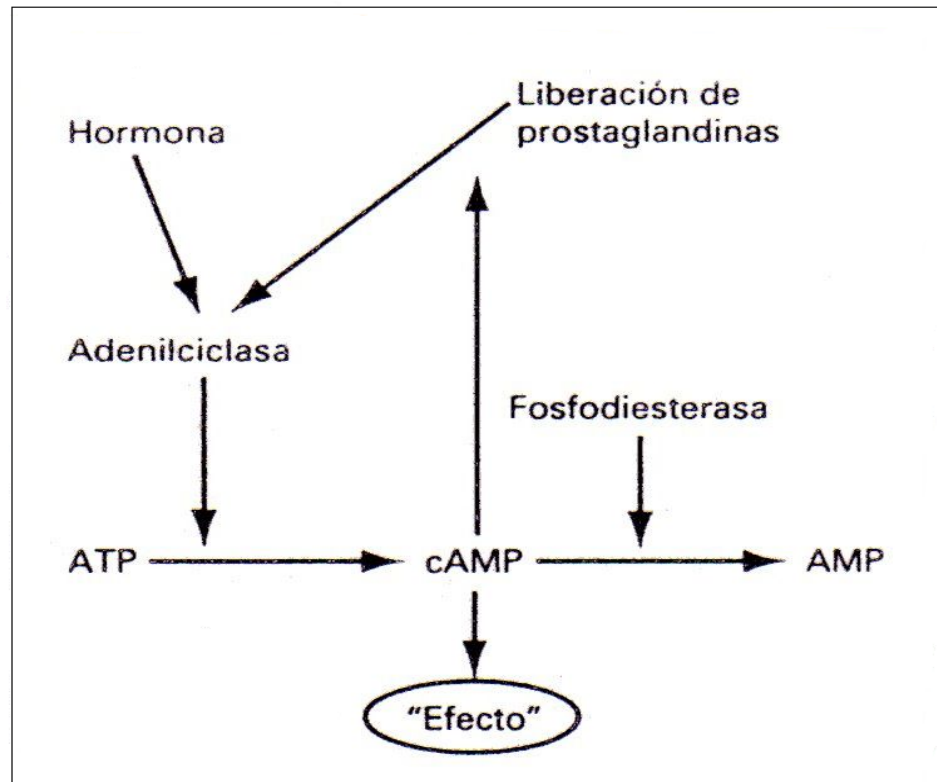 Hormona
Liberación de
prostaglandinas
Adenilciclasa
Fosfodiesterasa
ATP
cAMP
AMP
"Efecto"